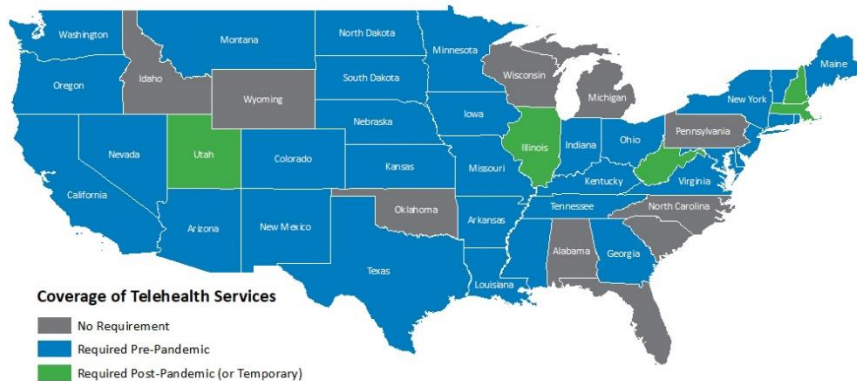 Washington
Montana
North Dakota
Minnesota
Maine
Oregon
Idaho
Wyoming
South Dakota
Wisconsin
Michigan
New York
Nebraska
Iowa
Pennsylvania
Nevada
Utah
Colorado
Kansas
Missouri
Illinois
Indiana
Ohio
Kentucky
Virginia
California
Arizona
New Mexico
Oklahoma
Arkansas
Tennessee
North Carolina
Texas
Louisiana
Alabama
Georgia
Coverage of Telehealth Services
No Requirement
Required Pre-Pandemic
Required Post-Pandemic (or Temporary)